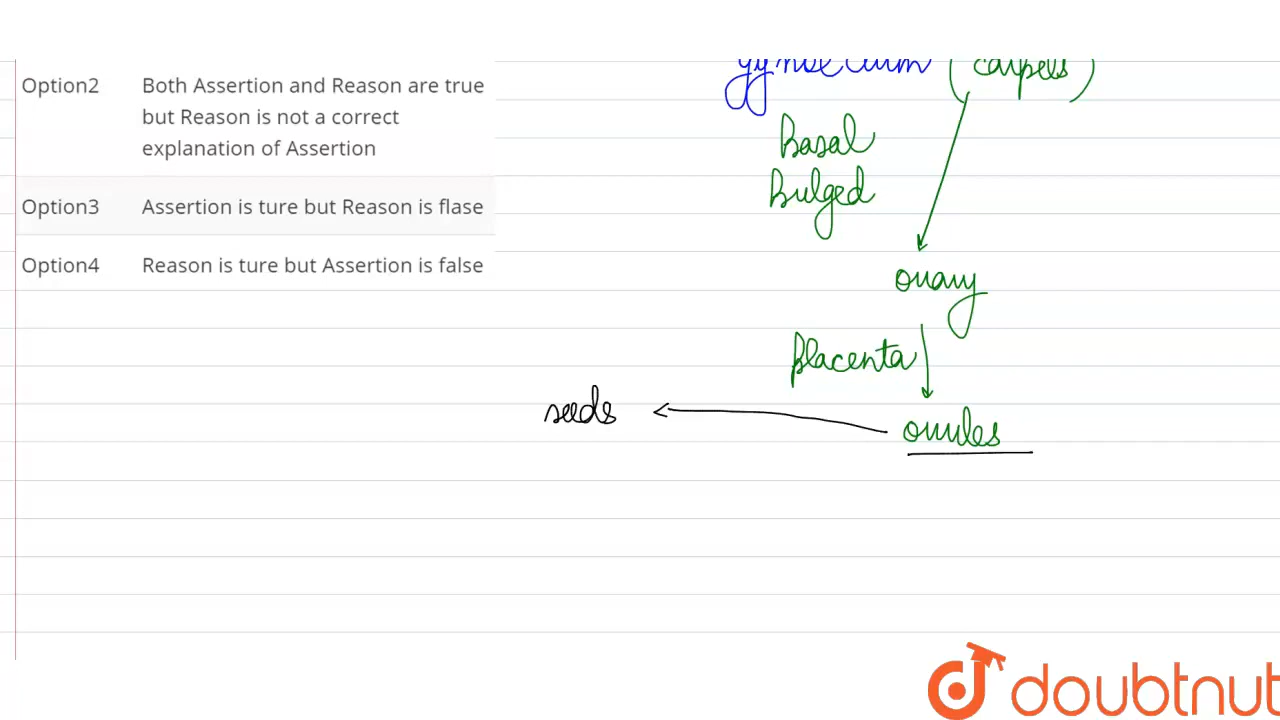 Option2 Both Assertion and Reason are true
but Reason is not a correct
explanation of Assertion
Option3 Assertion is ture but Reason is flase
Option4 Reason is ture but Assertion is false
gynoecium (carpels)
Basal
Bulged
ovary
Placenta
seeds
ovules
doubtnut